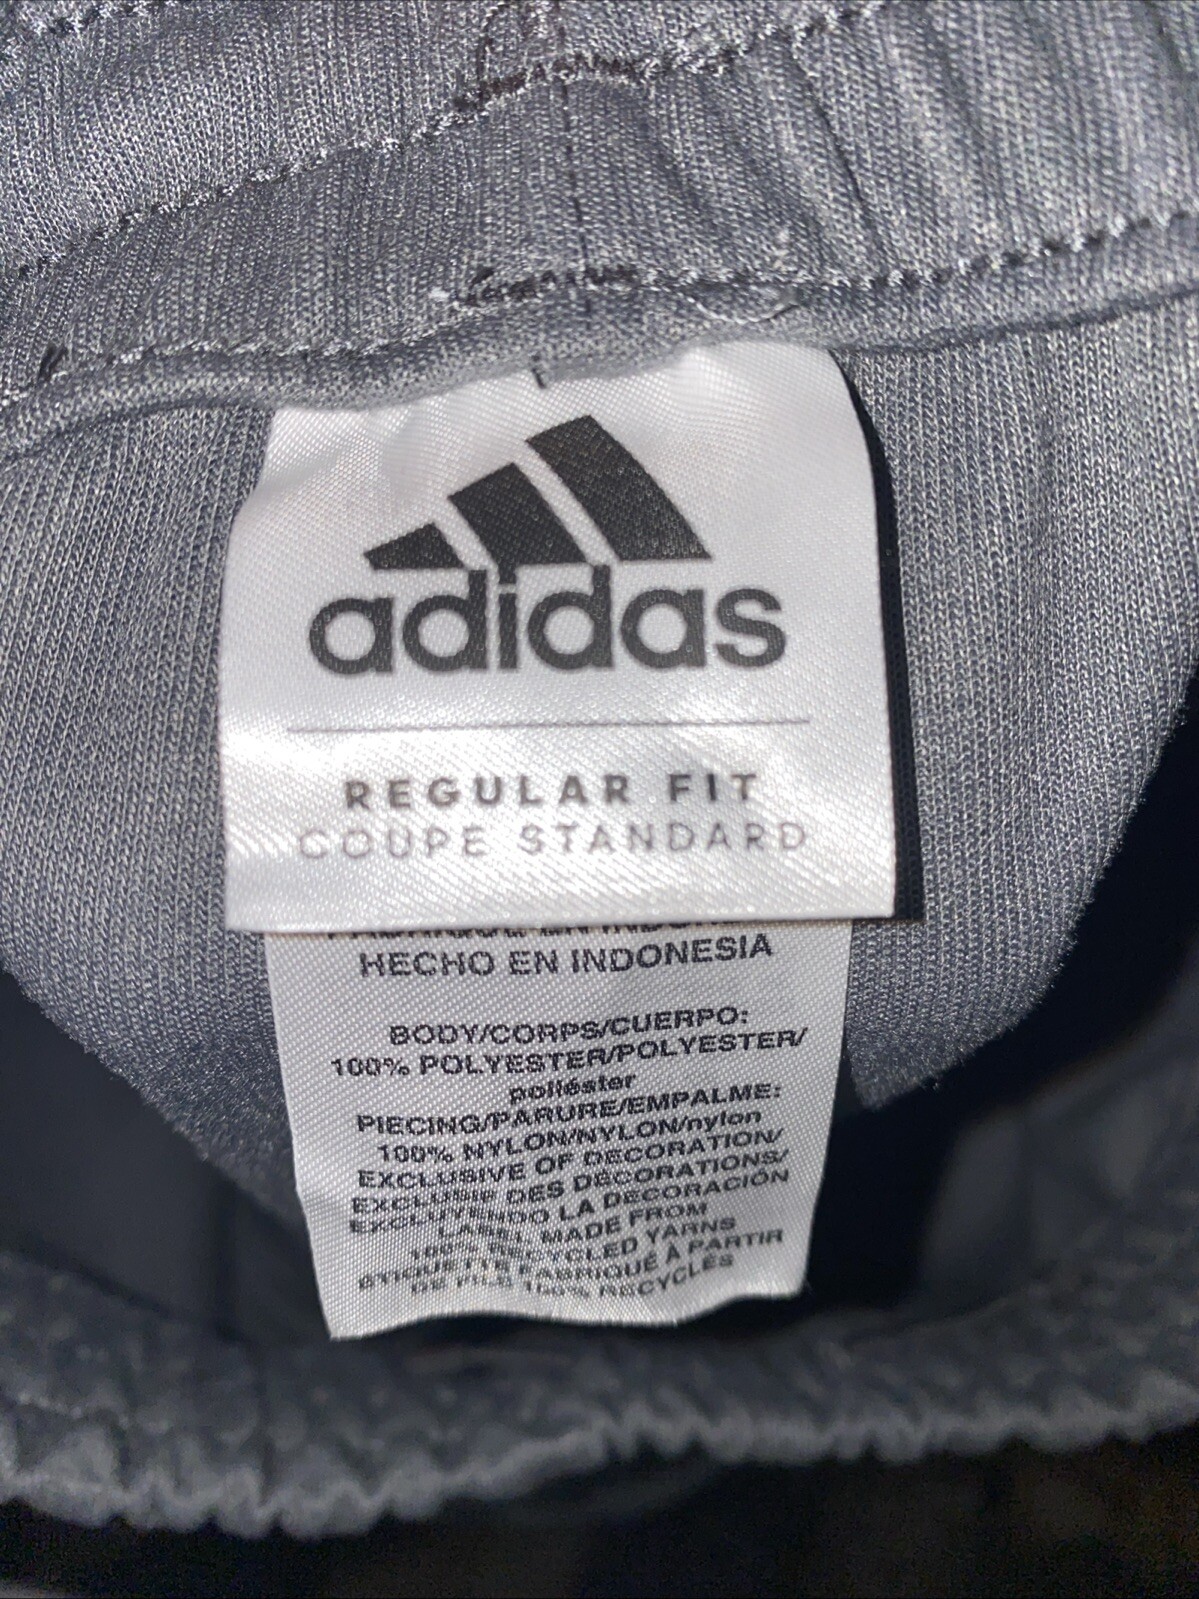 adidas
REGULAR FIT
COUPE STANDARD
HECHO EN INDONESIA
BODY/CORPS/CUERPO:
100% POLYESTER/POLYESTER/
poliéster
PIECING/PARURE/EMPALME:
100% NYLON/NYLON/nylon
EXCLUSIVE OF DECORATION/
EXCLUSIF DES DÉCORATIONS/
EXCLUYENDO LA DECORACIÓN
LABEL MADE FROM
100% RECYCLED YARNS
ÉTIQUETTE FABRIQUÉ À PARTIR
DE FILS 100% RECYCLÉS